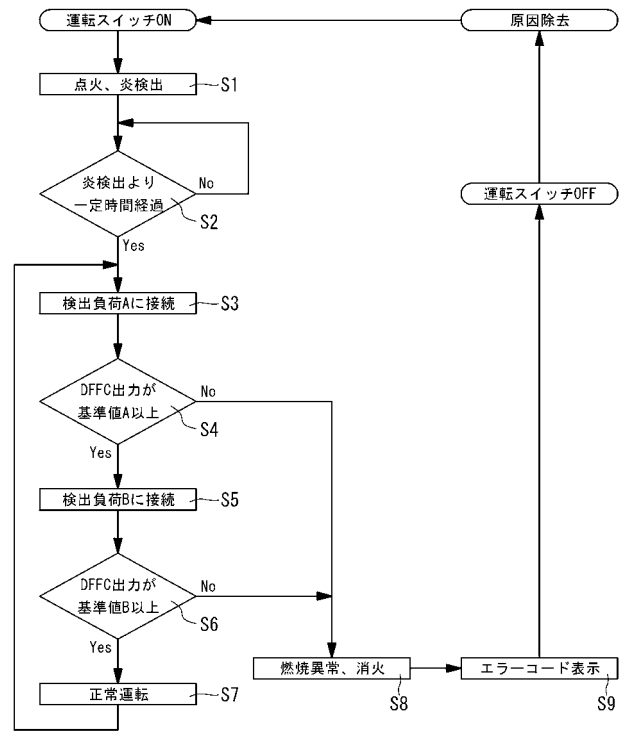 運転スイッチON
原因除去
点火、炎検出
S1
炎検出より
一定時間経過
No
S2
Yes
運転スイッチOFF
検出負荷Aに接続
S3
DFFC出力が
基準値A以上
No
S4
Yes
検出負荷Bに接続
S5
DFFC出力が
基準値B以上
No
S6
Yes
燃焼異常、消火
S8
エラーコード表示
S9
正常運転
S7